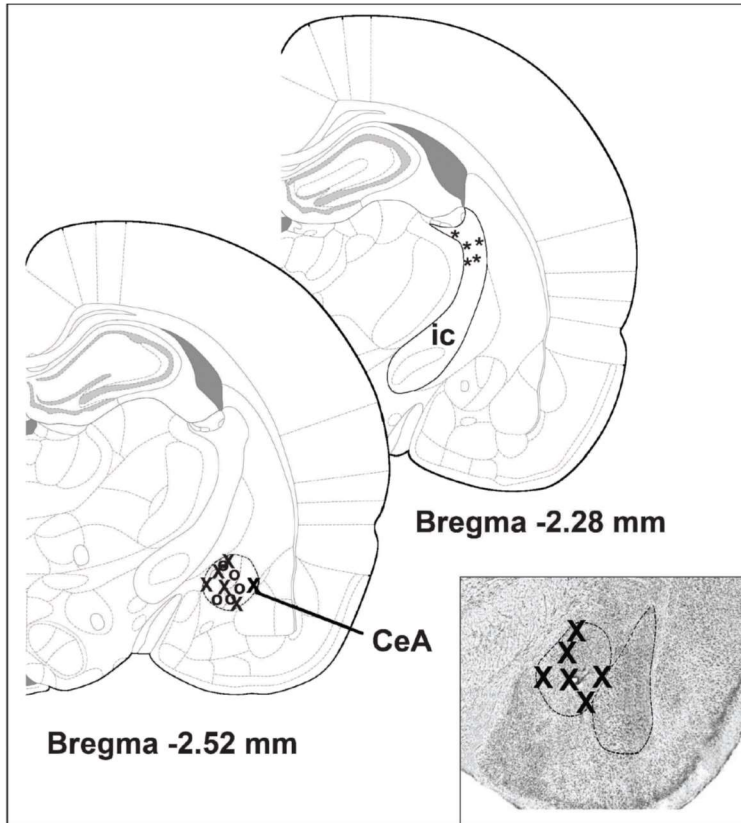 * 
* *
* *
ic
Bregma -2.28 mm
X
o
X o
X X o X
o o
X
CeA
Bregma -2.52 mm
X
X
X X X
X